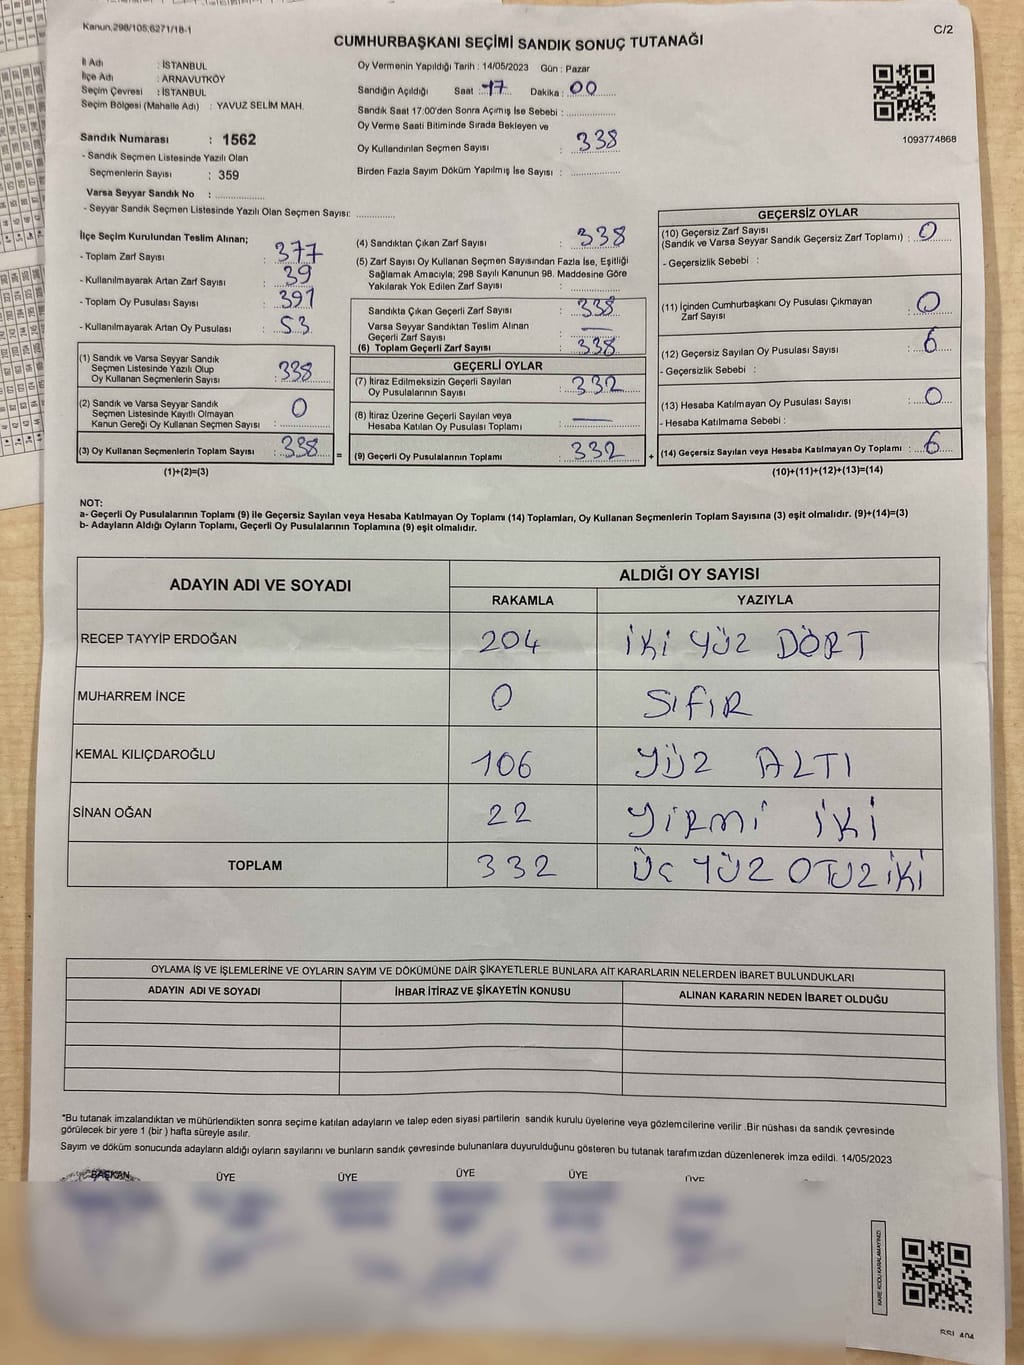 Kanun,298/105,6271/18-1
C/2
CUMHURBAŞKANI SEÇİMİ SANDIK SONUÇ TUTANAĞI
İl Adı : İSTANBUL
İlçe Adı : ARNAVUTKÖY
Seçim Çevresi : İSTANBUL
Seçim Bölgesi (Mahalle Adı) : YAVUZ SELİM MAH.
Sandık Numarası : 1562
- Sandık Seçmen Listesinde Yazılı Olan
Seçmenlerin Sayısı : 359
Varsa Seyyar Sandık No :
- Seyyar Sandık Seçmen Listesinde Yazılı Olan Seçmen Sayısı:
Oy Vermenin Yapıldığı Tarih : 14/05/2023 Gün : Pazar
Sandığın Açıldığı Saat : 17 Dakika : 00
Sandık Saat 17:00'den Sonra Açımış İse Sebebi :
Oy Verme Saati Bitiminde Sırada Bekleyen ve
Oy Kullandırılan Seçmen Sayısı : 338
Birden Fazla Sayım Döküm Yapılmış İse Sayısı :
1093774868
İlçe Seçim Kurulundan Teslim Alınan;
- Toplam Zarf Sayısı : 377
- Kullanılmayarak Artan Zarf Sayısı : 39
- Toplam Oy Pusulası Sayısı : 391
- Kullanılmayarak Artan Oy Pusulası : 53
(1) Sandık ve Varsa Seyyar Sandık
Seçmen Listesinde Yazılı Olup
Oy Kullanan Seçmenlerin Sayısı : 338
(2) Sandık ve Varsa Seyyar Sandık
Seçmen Listesinde Kayıtlı Olmayan
Kanun Gereği Oy Kullanan Seçmen Sayısı : 0
(3) Oy Kullanan Seçmenlerin Toplam Sayısı : 338 =
(1)+(2)=(3)
(4) Sandıktan Çıkan Zarf Sayısı : 338
(5) Zarf Sayısı Oy Kullanan Seçmen Sayısından Fazla İse, Eşitliği
Sağlamak Amacıyla; 298 Sayılı Kanunun 98. Maddesine Göre
Yakılarak Yok Edilen Zarf Sayısı :
Sandıkta Çıkan Geçerli Zarf Sayısı : 338
Varsa Seyyar Sandıktan Teslim Alınan
Geçerli Zarf Sayısı : —
(6) Toplam Geçerli Zarf Sayısı : 338
GEÇERLİ OYLAR
(7) İtiraz Edilmeksizin Geçerli Sayılan
Oy Pusulalarının Sayısı : 332
(8) İtiraz Üzerine Geçerli Sayılan veya
Hesaba Katılan Oy Pusulası Toplamı : —
(9) Geçerli Oy Pusulalarının Toplamı : 332 +
GEÇERSİZ OYLAR
(10) Geçersiz Zarf Sayısı
(Sandık ve Varsa Seyyar Sandık Geçersiz Zarf Toplamı) : 0
- Geçersizlik Sebebi :
(11) İçinden Cumhurbaşkanı Oy Pusulası Çıkmayan
Zarf Sayısı : 0
(12) Geçersiz Sayılan Oy Pusulası Sayısı : 6
- Geçersizlik Sebebi :
(13) Hesaba Katılmayan Oy Pusulası Sayısı : 0
- Hesaba Katılmama Sebebi :
(14) Geçersiz Sayılan veya Hesaba Katılmayan Oy Toplamı : 6
(10)+(11)+(12)+(13)=(14)
NOT:
a- Geçerli Oy Pusulalarının Toplamı (9) ile Geçersiz Sayılan veya Hesaba Katılmayan Oy Toplamı (14) Toplamları, Oy Kullanan Seçmenlerin Toplam Sayısına (3) eşit olmalıdır. (9)+(14)=(3)
b- Adayların Aldığı Oyların Toplamı, Geçerli Oy Pusulalarının Toplamına (9) eşit olmalıdır.
ADAYIN ADI VE SOYADI
ALDIĞI OY SAYISI
RAKAMLA YAZIYLA
RECEP TAYYİP ERDOĞAN 204 İKİ YÜZ DÖRT
MUHARREM İNCE 0 SIFIR
KEMAL KILIÇDAROĞLU 106 YÜZ ALTI
SİNAN OĞAN 22 YİRMİ İKİ
TOPLAM 332 ÜÇ YÜZ OTUZ İKİ
OYLAMA İŞ VE İŞLEMLERİNE VE OYLARIN SAYIM VE DÖKÜMÜNE DAİR ŞİKAYETLERLE BUNLARA AİT KARARLARIN NELERDEN İBARET BULUNDUKLARI
ADAYIN ADI VE SOYADI İHBAR İTİRAZ VE ŞİKAYETİN KONUSU ALINAN KARARIN NEDEN İBARET OLDUĞU
*Bu tutanak imzalandıktan ve mühürlendikten sonra seçime katılan adayların ve talep eden siyasi partilerin sandık kurulu üyelerine veya gözlemcilerine verilir .Bir nüshası da sandık çevresinde
görülecek bir yere 1 (bir ) hafta süreyle asılır.
Sayım ve döküm sonucunda adayların aldığı oyların sayılarını ve bunların sandık çevresinde bulunanlara duyurulduğunu gösteren bu tutanak tarafımızdan düzenlenerek imza edildi. 14/05/2023
BAŞKAN ÜYE ÜYE ÜYE ÜYE ÜYE
KARE KODU KARALAMAYINIZ!